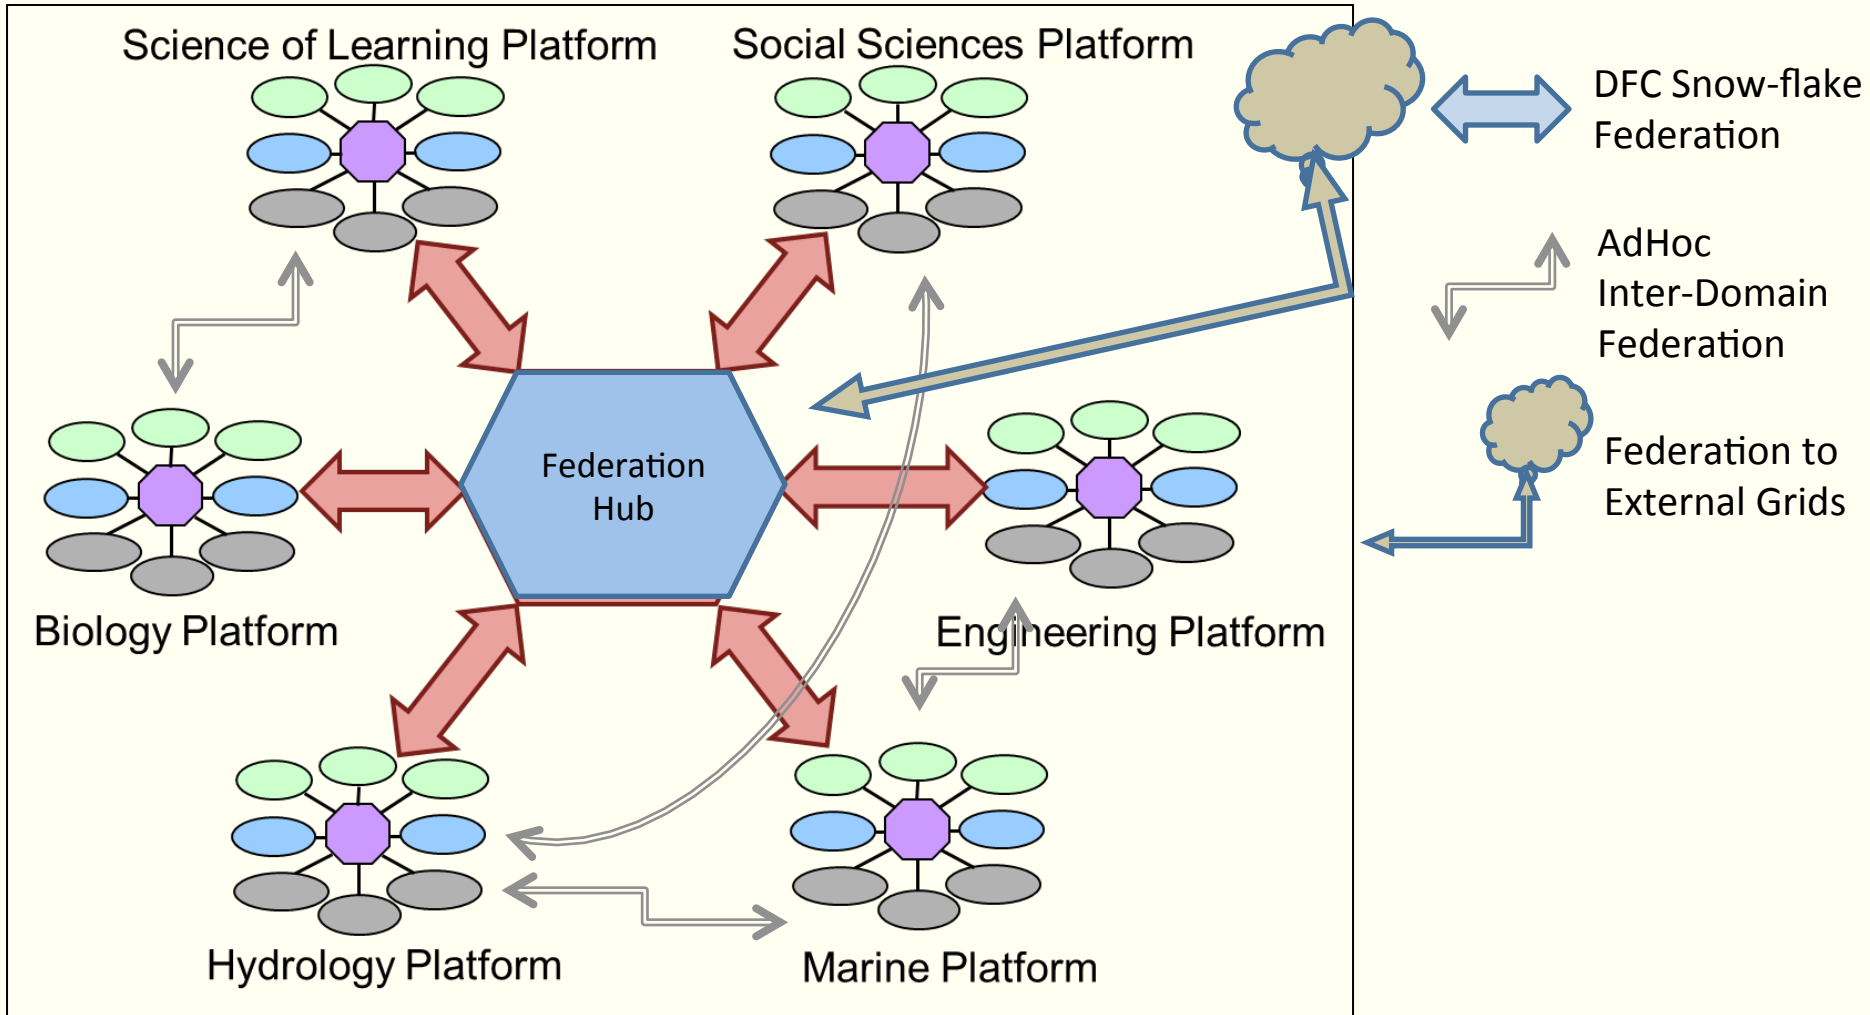 Science of Learning Platform
Social Sciences Platform
DFC Snow-flake
Federation
AdHoc
Inter-Domain
Federation
Federation
Hub
Federation to
External Grids
Biology Platform
Engineering Platform
Hydrology Platform
Marine Platform